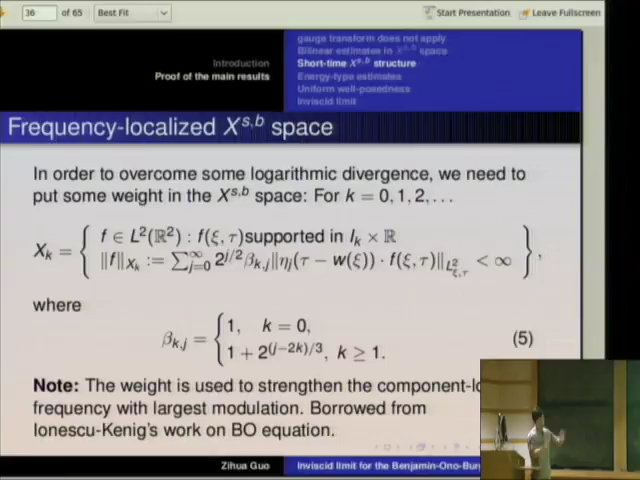 36 of 65 Best Fit Start Presentation Leave Fullscreen
gauge transform does not apply
Bilinear estimates in X^{s,b} space
Introduction Short-time X^{s,b} structure
Proof of the main results Energy-type estimates
Uniform well-posedness
Inviscid limit
Frequency-localized X^{s,b} space
In order to overcome some logarithmic divergence, we need to
put some weight in the X^{s,b} space: For k = 0, 1, 2, . . .
X_k = { f ∈ L²(ℝ²) : f(ξ, τ)supported in I_k × ℝ
‖f‖_{X_k} := ∑_{j=0}^{∞} 2^{j/2} β_{k,j} ‖η_j(τ − w(ξ)) · f(ξ, τ)‖_{L²_{ξ,τ}} < ∞ },
where
β_{k,j} = { 1, k = 0,
1 + 2^{(j−2k)/3}, k ≥ 1. (5)
Note: The weight is used to strengthen the
frequency with largest modulation. Borrowed from
Ionescu-Kenig's work on BO equation.
Zihua Guo Inviscid limit for the Benjamin-Ono-Bur